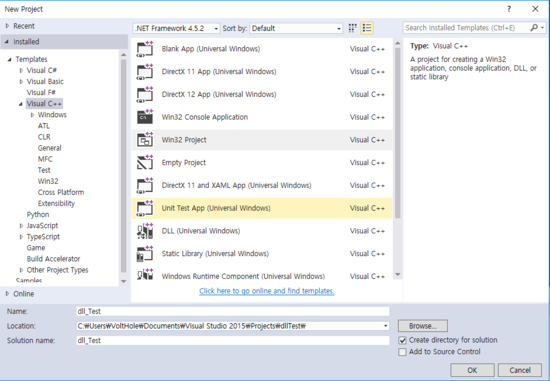 New Project
Recent
Installed
Templates
Visual C#
Visual Basic
Visual F#
Visual C++
Windows
ATL
CLR
General
MFC
Test
Win32
Cross Platform
Extensibility
Python
JavaScript
TypeScript
Game
Build Accelerator
Other Project Types
Samples
Online
.NET Framework 4.5.2 Sort by: Default
Blank App (Universal Windows) Visual C++
DirectX 11 App (Universal Windows) Visual C++
DirectX 12 App (Universal Windows) Visual C++
Win32 Console Application Visual C++
Win32 Project Visual C++
Empty Project Visual C++
DirectX 11 and XAML App (Universal Windows) Visual C++
Unit Test App (Universal Windows) Visual C++
DLL (Universal Windows) Visual C++
Static Library (Universal Windows) Visual C++
Windows Runtime Component (Universal Windows) Visual C++
Click here to go online and find templates.
Search Installed Templates (Ctrl+E)
Type: Visual C++
A project for creating a Win32
application, console application, DLL, or
static library
Name: dll_Test
Location: C:₩Users₩VoltHole₩Documents₩Visual Studio 2015₩Projects₩dllTest₩
Browse...
Solution name: dll_Test
Create directory for solution
Add to Source Control
OK Cancel